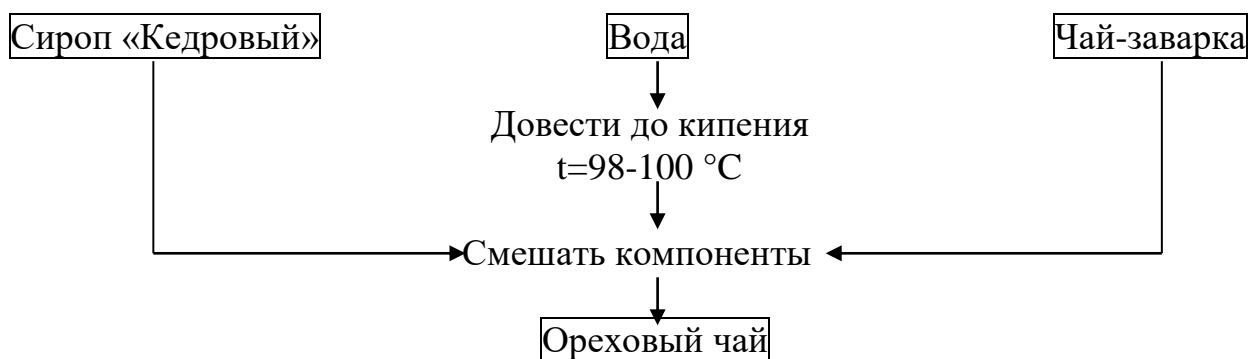 Сироп «Кедровый»
Вода
Чай-заварка
Довести до кипения
t=98-100 °С
Смешать компоненты
Ореховый чай